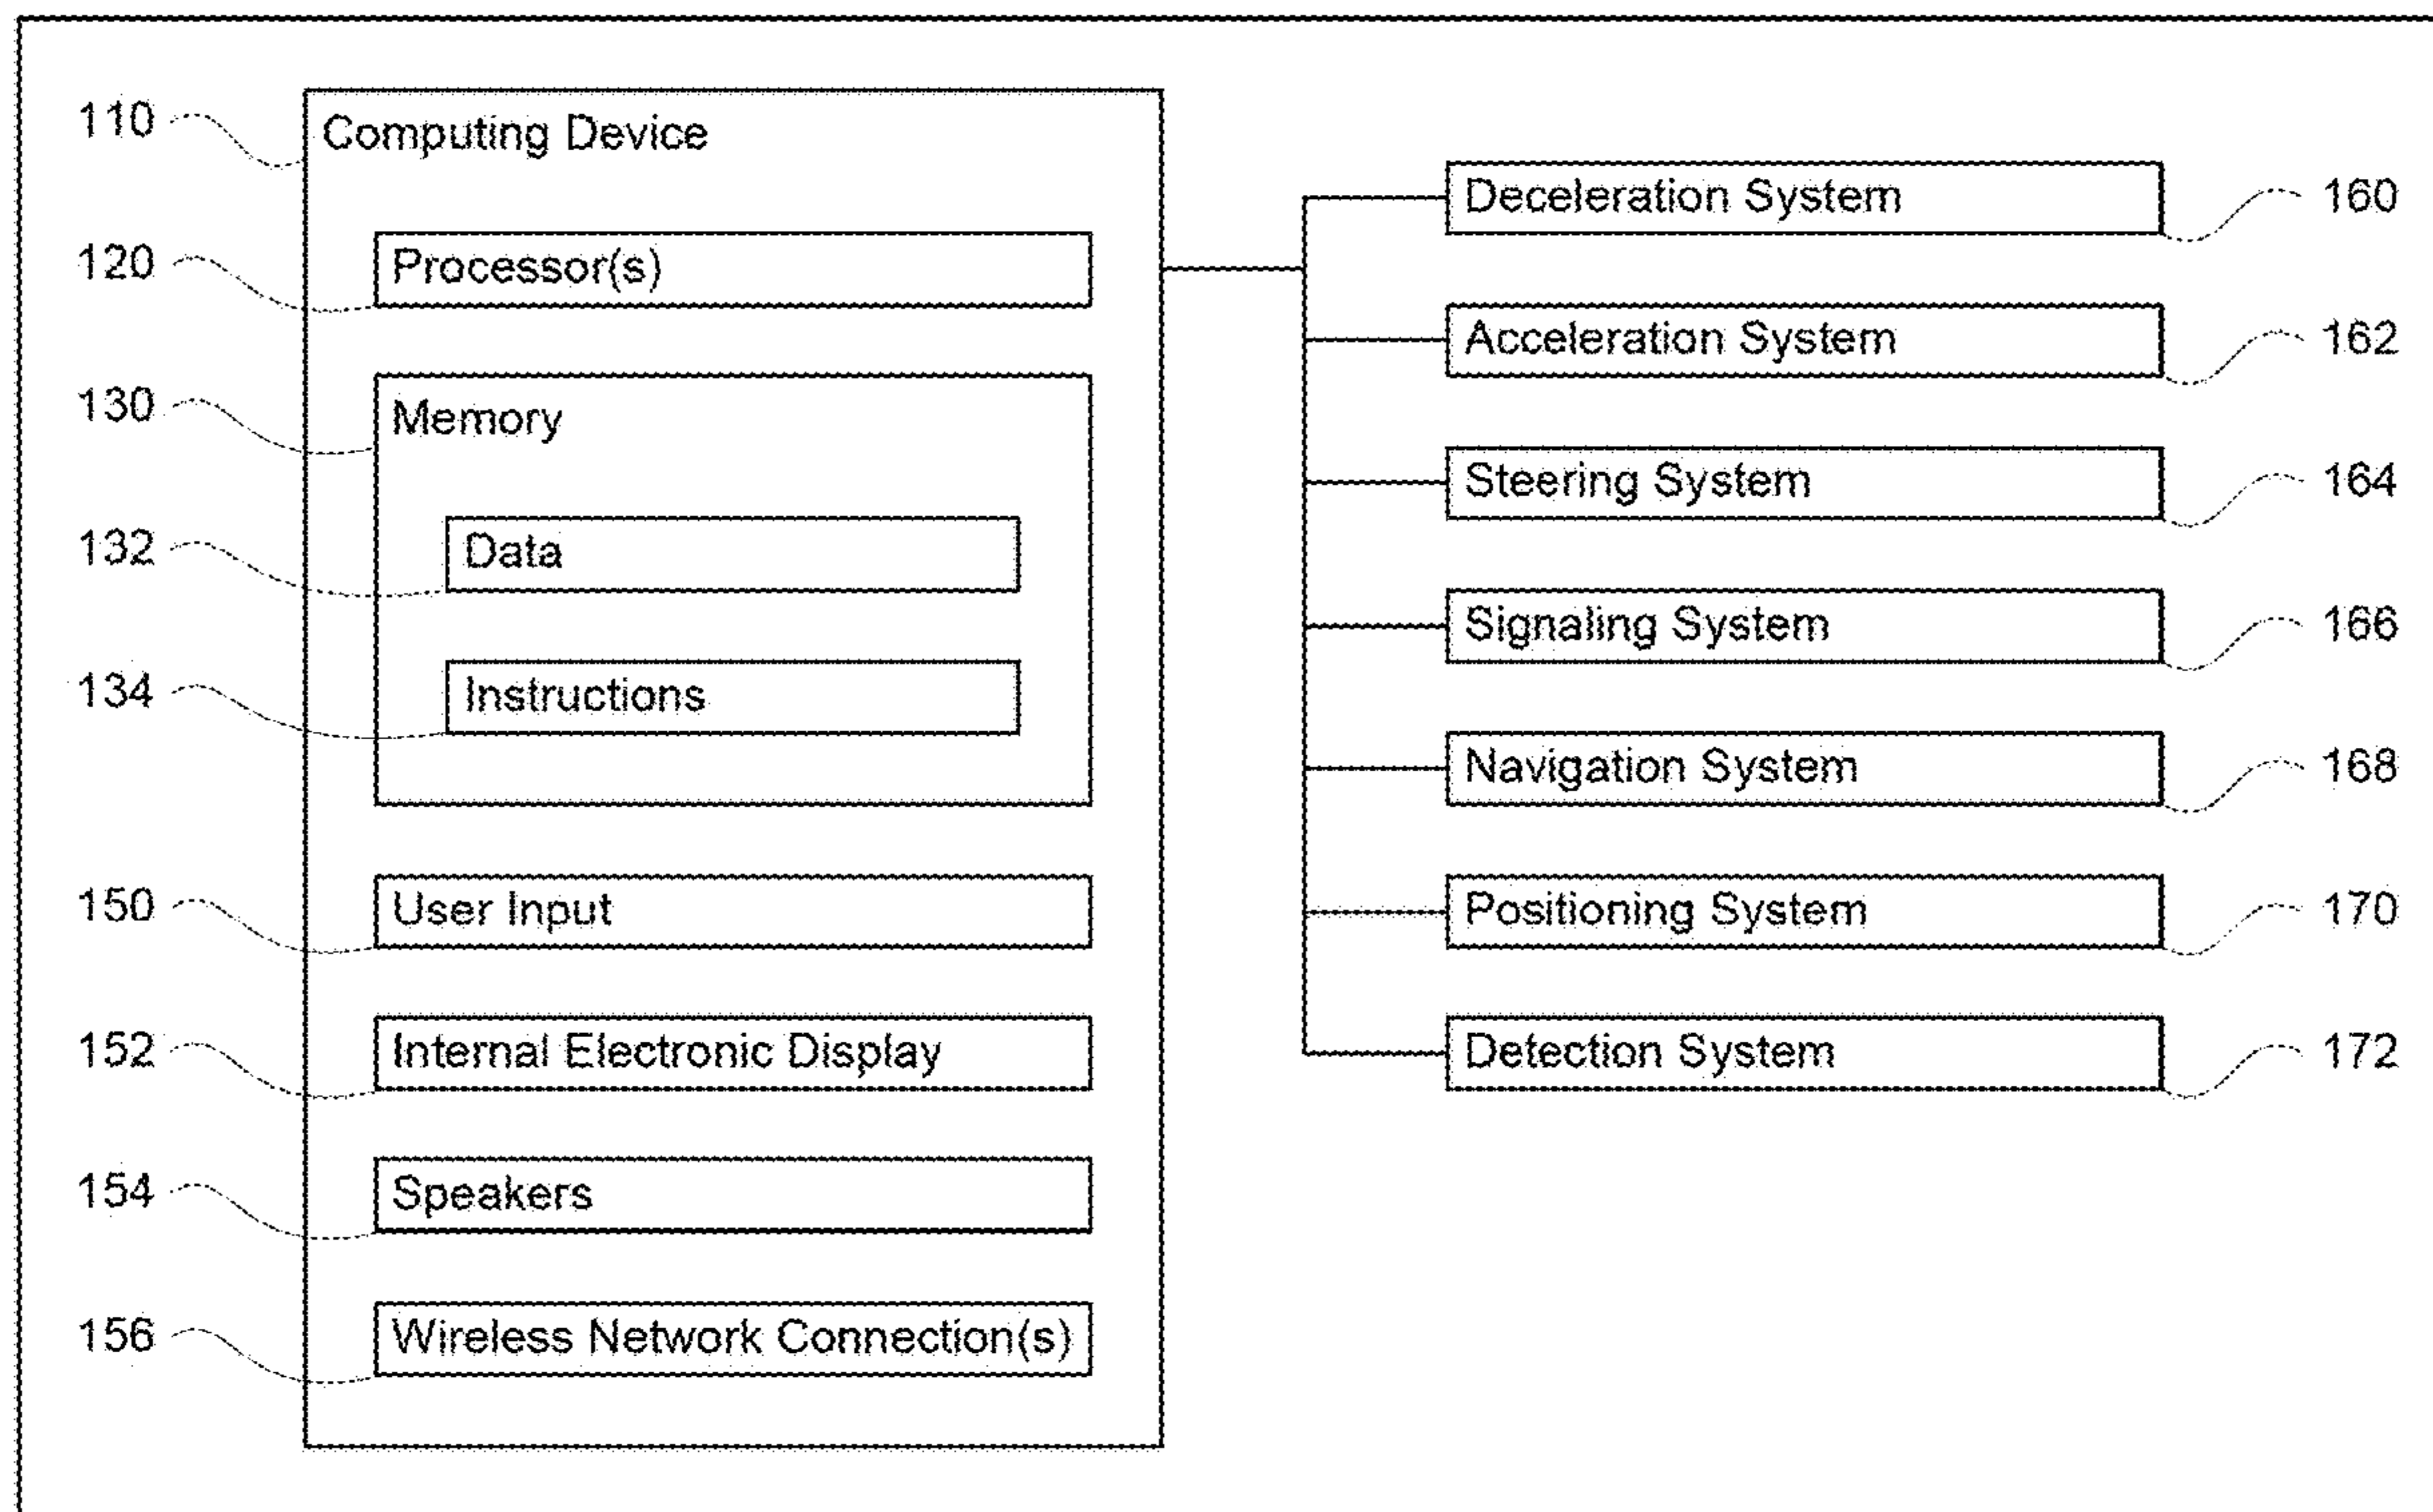 110 Computing Device
120 Processor(s)
130 Memory
132 Data
134 Instructions
150 User Input
152 Internal Electronic Display
154 Speakers
156 Wireless Network Connection(s)
Deceleration System 160
Acceleration System 162
Steering System 164
Signaling System 166
Navigation System 168
Positioning System 170
Detection System 172